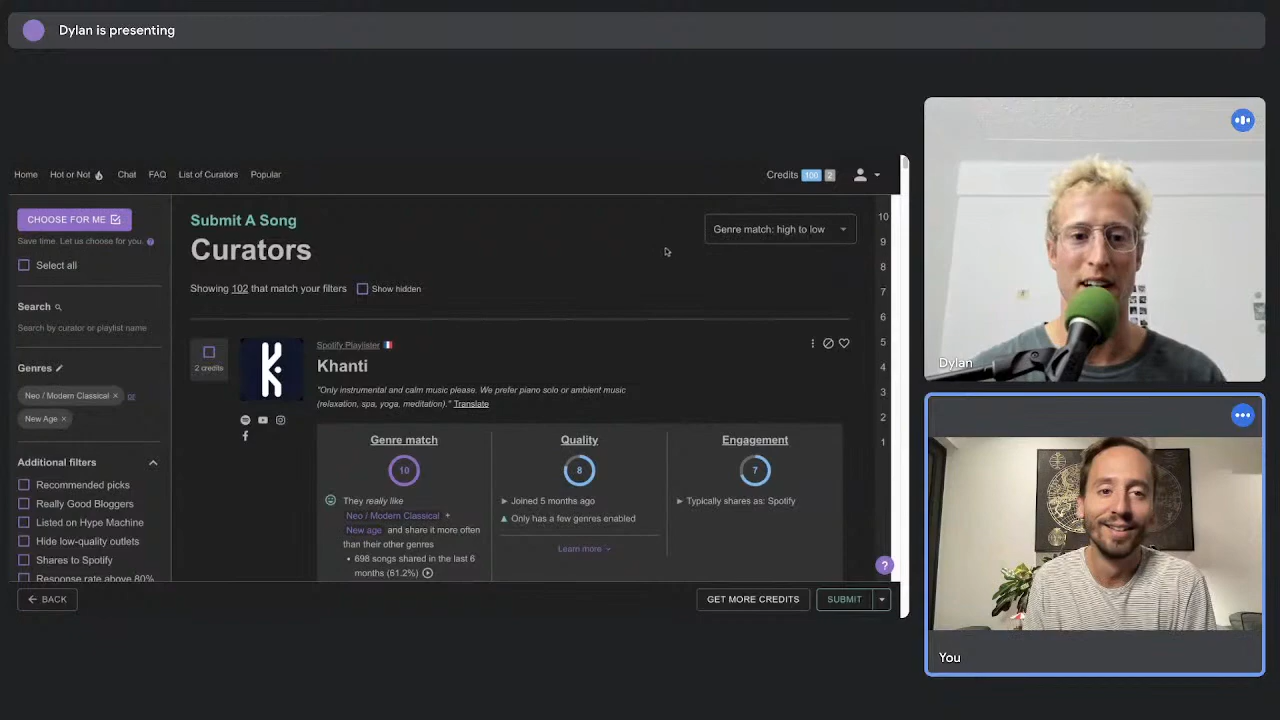 Dylan is presenting
Home Hot or Not Chat FAQ List of Curators Popular
Credits 100 2
CHOOSE FOR ME
Save time. Let us choose for you. ?
Select all
Search
Search by curator or playlist name
Genres
Neo / Modern Classical × or
New Age ×
Additional filters
Recommended picks
Really Good Bloggers
Listed on Hype Machine
Hide low-quality outlets
Shares to Spotify
Response rate above 80%
Submit A Song
Curators
Genre match: high to low
Showing 102 that match your filters
Show hidden
2 credits
Spotify Playlister
Khanti
"Only instrumental and calm music please. We prefer piano solo or ambient music
(relaxation, spa, yoga, meditation)." Translate
Genre match
10
They really like
Neo / Modern Classical +
New age and share it more often
than their other genres
• 698 songs shared in the last 6
months (61.2%)
Quality
8
Joined 5 months ago
Only has a few genres enabled
Learn more
Engagement
7
Typically shares as: Spotify
10
9
8
7
6
5
4
3
2
1
?
BACK
GET MORE CREDITS
SUBMIT
Dylan
You